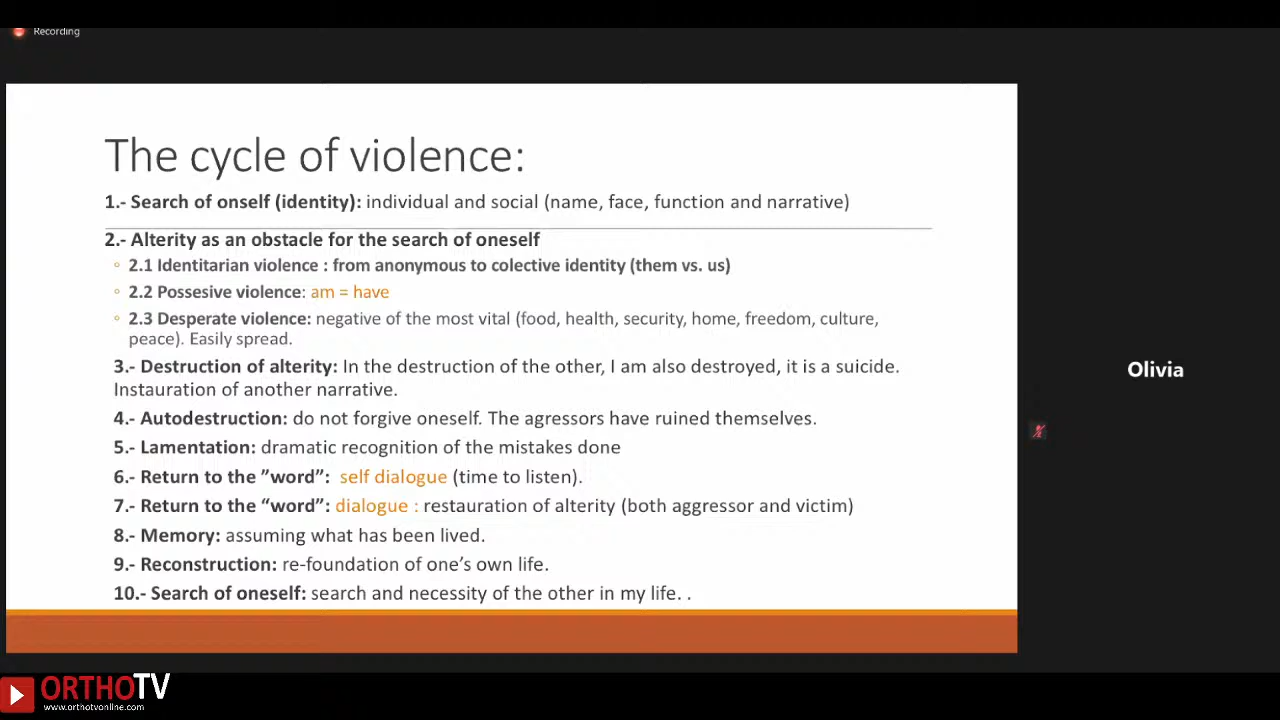 Recording
The cycle of violence:
1.- Search of onself (identity): individual and social (name, face, function and narrative)
2.- Alterity as an obstacle for the search of oneself
◦ 2.1 Identitarian violence : from anonymous to colective identity (them vs. us)
◦ 2.2 Possesive violence: am = have
◦ 2.3 Desperate violence: negative of the most vital (food, health, security, home, freedom, culture,
peace). Easily spread.
3.- Destruction of alterity: In the destruction of the other, I am also destroyed, it is a suicide.
Instauration of another narrative.
4.- Autodestruction: do not forgive oneself. The agressors have ruined themselves.
5.- Lamentation: dramatic recognition of the mistakes done
6.- Return to the ”word”: self dialogue (time to listen).
7.- Return to the “word”: dialogue : restauration of alterity (both aggressor and victim)
8.- Memory: assuming what has been lived.
9.- Reconstruction: re-foundation of one’s own life.
10.- Search of oneself: search and necessity of the other in my life. .
Olivia
ORTHOTV
www.orthotvonline.com